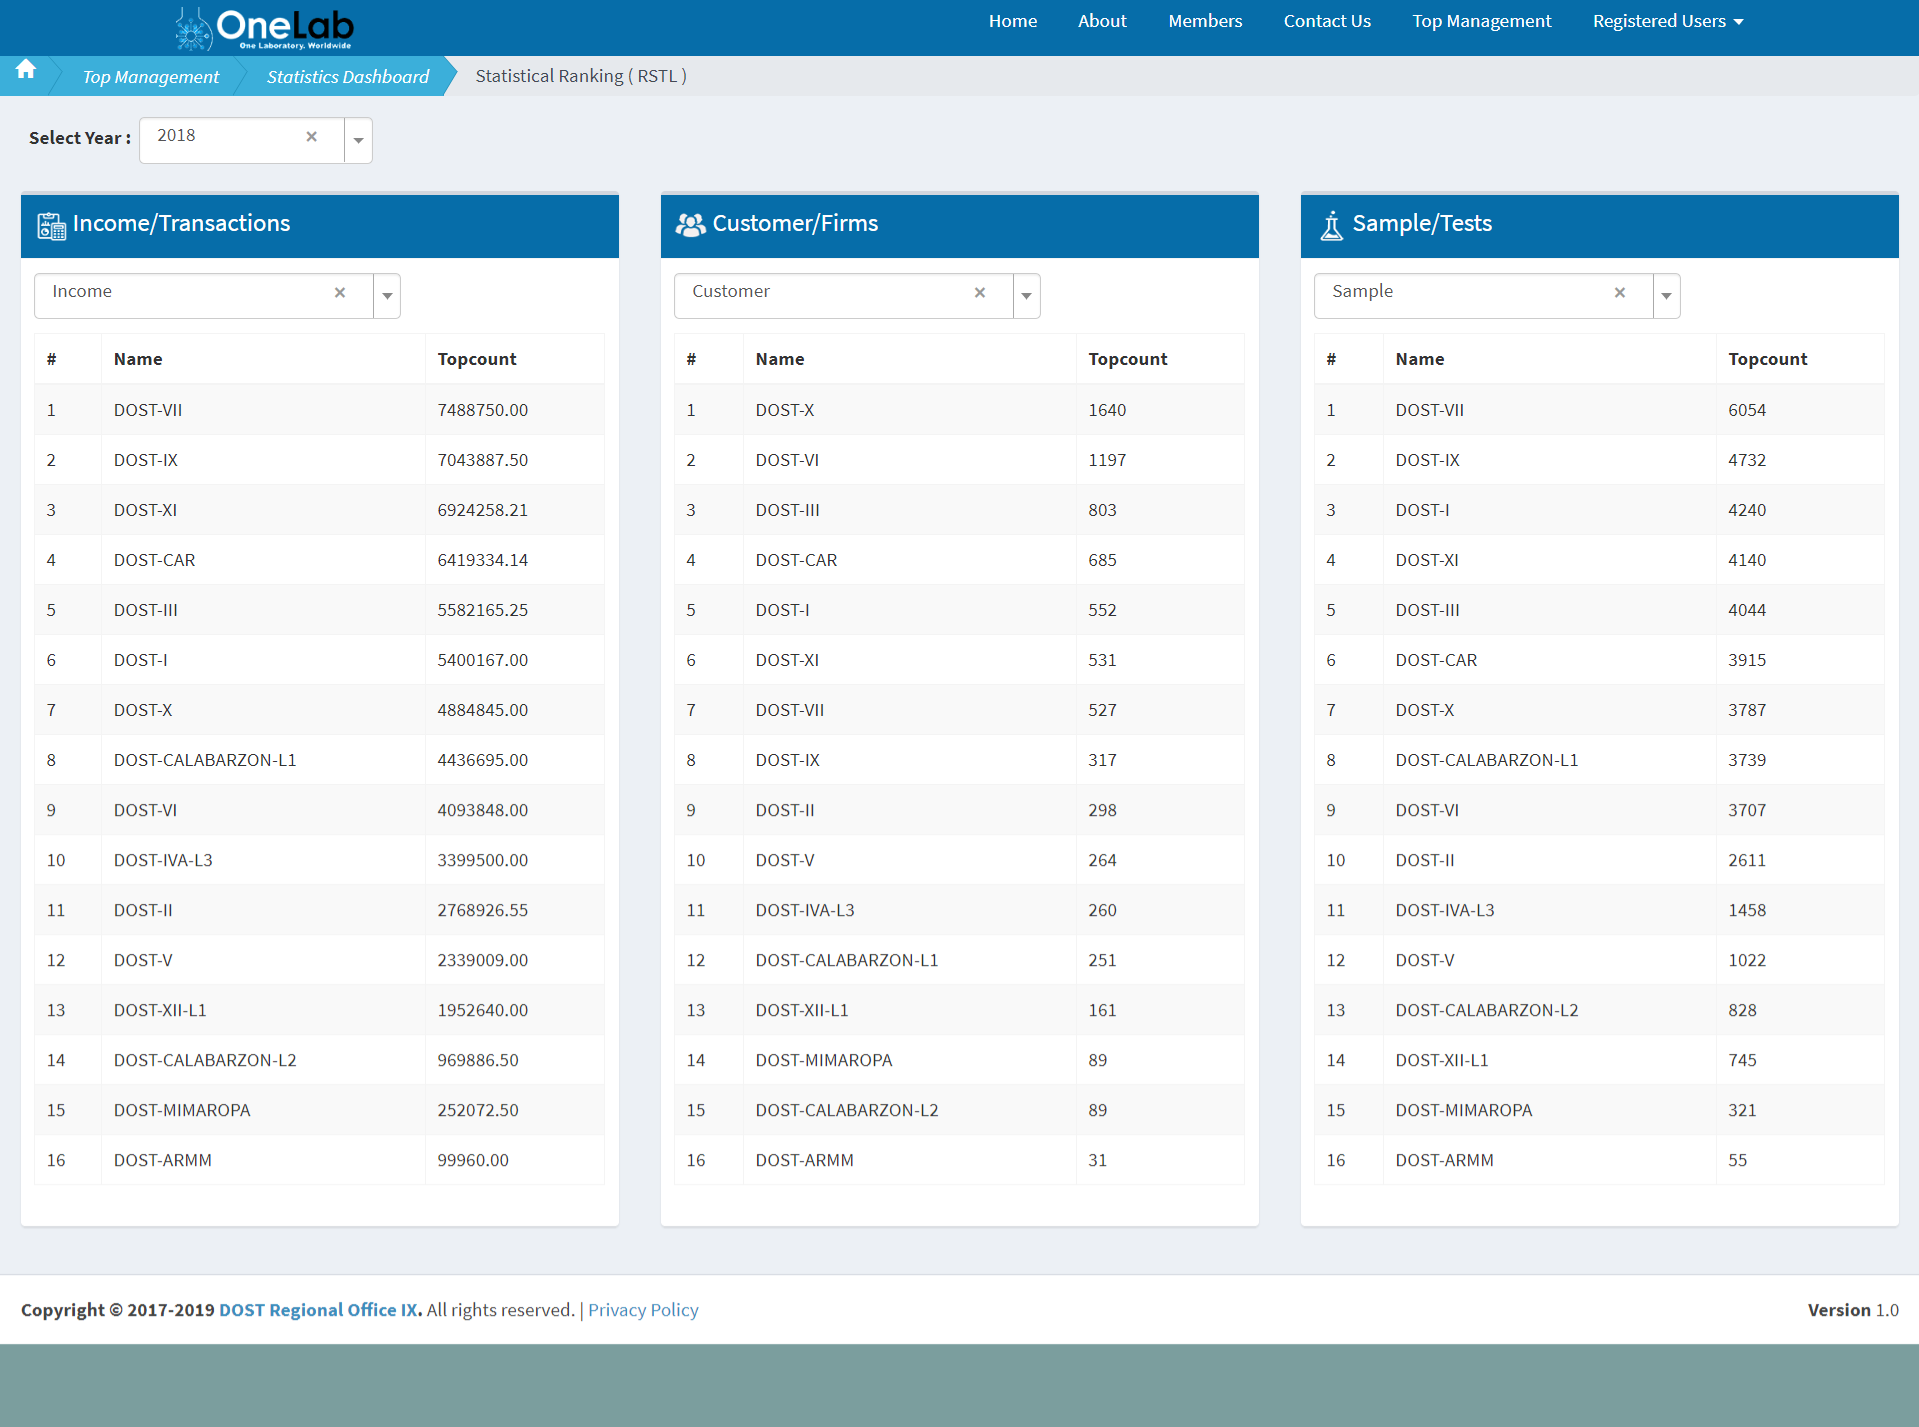 OneLab
One Laboratory, Worldwide
Home About Members Contact Us Top Management Registered Users
Top Management Statistics Dashboard Statistical Ranking ( RSTL )
Select Year : 2018 ×
Income/Transactions
Income ×
# Name Topcount
1 DOST-VII 7488750.00
2 DOST-IX 7043887.50
3 DOST-XI 6924258.21
4 DOST-CAR 6419334.14
5 DOST-III 5582165.25
6 DOST-I 5400167.00
7 DOST-X 4884845.00
8 DOST-CALABARZON-L1 4436695.00
9 DOST-VI 4093848.00
10 DOST-IVA-L3 3399500.00
11 DOST-II 2768926.55
12 DOST-V 2339009.00
13 DOST-XII-L1 1952640.00
14 DOST-CALABARZON-L2 969886.50
15 DOST-MIMAROPA 252072.50
16 DOST-ARMM 99960.00
Customer/Firms
Customer ×
# Name Topcount
1 DOST-X 1640
2 DOST-VI 1197
3 DOST-III 803
4 DOST-CAR 685
5 DOST-I 552
6 DOST-XI 531
7 DOST-VII 527
8 DOST-IX 317
9 DOST-II 298
10 DOST-V 264
11 DOST-IVA-L3 260
12 DOST-CALABARZON-L1 251
13 DOST-XII-L1 161
14 DOST-MIMAROPA 89
15 DOST-CALABARZON-L2 89
16 DOST-ARMM 31
Sample/Tests
Sample ×
# Name Topcount
1 DOST-VII 6054
2 DOST-IX 4732
3 DOST-I 4240
4 DOST-XI 4140
5 DOST-III 4044
6 DOST-CAR 3915
7 DOST-X 3787
8 DOST-CALABARZON-L1 3739
9 DOST-VI 3707
10 DOST-II 2611
11 DOST-IVA-L3 1458
12 DOST-V 1022
13 DOST-CALABARZON-L2 828
14 DOST-XII-L1 745
15 DOST-MIMAROPA 321
16 DOST-ARMM 55
Copyright © 2017-2019 DOST Regional Office IX. All rights reserved. | Privacy Policy
Version 1.0